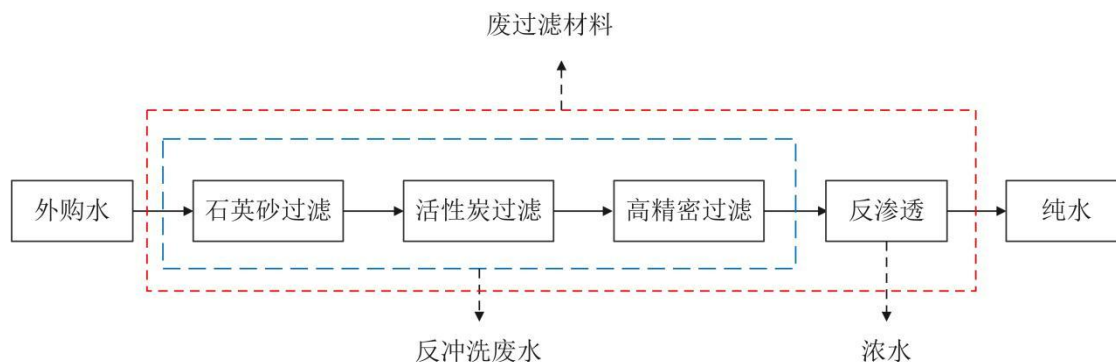 废过滤材料
外购水
石英砂过滤
活性炭过滤
高精密过滤
反渗透
纯水
反冲洗废水
浓水